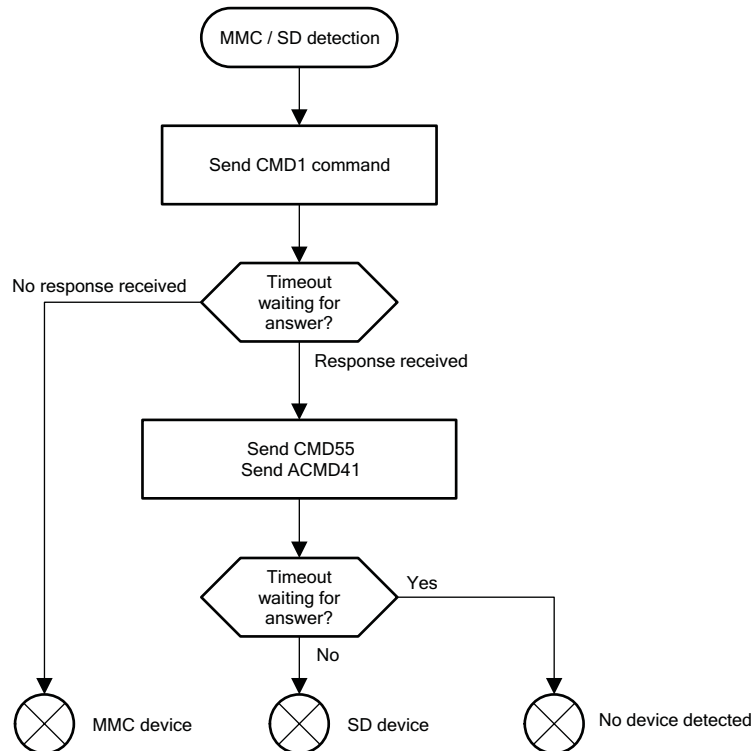 MMC / SD detection
Send CMD1 command
No response received
Timeout
waiting for
answer?
Response received
Send CMD55
Send ACMD41
Timeout
waiting for
answer?
Yes
No
MMC device
SD device
No device detected